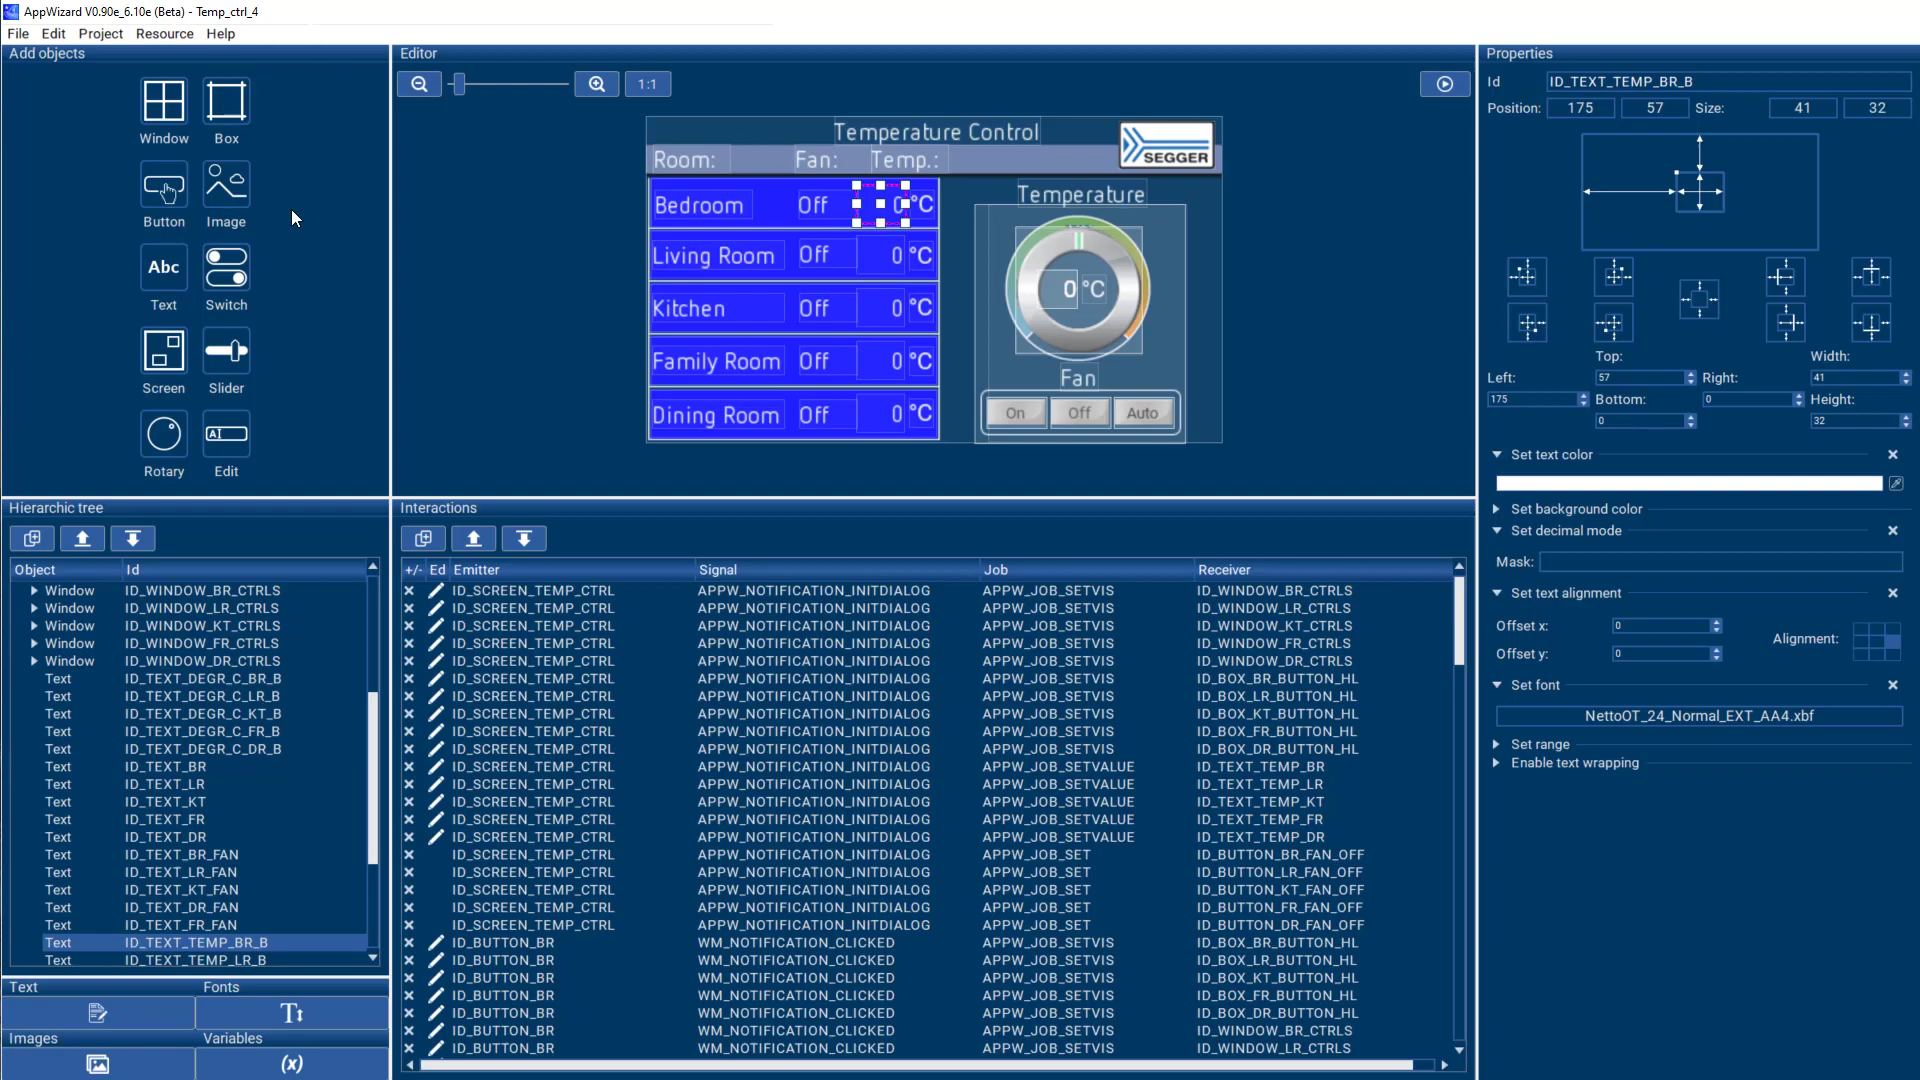 AppWizard V0.90e_6.10e (Beta) - Temp_ctrl_4
File Edit Project Resource Help
Add objects
Window Box
Button Image
Abc
Text Switch
Screen Slider
Rotary Edit
Editor
1:1
Temperature Control
SEGGER
Room: Fan: Temp.:
Bedroom Off 0 °C
Living Room Off 0 °C
Kitchen Off 0 °C
Family Room Off 0 °C
Dining Room Off 0 °C
Temperature
0 °C
Fan
On Off Auto
Properties
Id ID_TEXT_TEMP_BR_B
Position: 175 57 Size: 41 32
Top: Width:
Left: 57 Right: 41
175 Bottom: 0 Height:
0 32
Set text color
Set background color
Set decimal mode
Mask:
Set text alignment
Offset x: 0
Alignment:
Offset y: 0
Set font
NettoOT_24_Normal_EXT_AA4.xbf
Set range
Enable text wrapping
Hierarchic tree
Object Id
Window ID_WINDOW_BR_CTRLS
Window ID_WINDOW_LR_CTRLS
Window ID_WINDOW_KT_CTRLS
Window ID_WINDOW_FR_CTRLS
Window ID_WINDOW_DR_CTRLS
Text ID_TEXT_DEGR_C_BR_B
Text ID_TEXT_DEGR_C_LR_B
Text ID_TEXT_DEGR_C_KT_B
Text ID_TEXT_DEGR_C_FR_B
Text ID_TEXT_DEGR_C_DR_B
Text ID_TEXT_BR
Text ID_TEXT_LR
Text ID_TEXT_KT
Text ID_TEXT_FR
Text ID_TEXT_DR
Text ID_TEXT_BR_FAN
Text ID_TEXT_LR_FAN
Text ID_TEXT_KT_FAN
Text ID_TEXT_DR_FAN
Text ID_TEXT_FR_FAN
Text ID_TEXT_TEMP_BR_B
Text ID_TEXT_TEMP_LR_B
Text Fonts
Images Variables
(x)
Interactions
+/- Ed Emitter Signal Job Receiver
ID_SCREEN_TEMP_CTRL APPW_NOTIFICATION_INITDIALOG APPW_JOB_SETVIS ID_WINDOW_BR_CTRLS
ID_SCREEN_TEMP_CTRL APPW_NOTIFICATION_INITDIALOG APPW_JOB_SETVIS ID_WINDOW_LR_CTRLS
ID_SCREEN_TEMP_CTRL APPW_NOTIFICATION_INITDIALOG APPW_JOB_SETVIS ID_WINDOW_KT_CTRLS
ID_SCREEN_TEMP_CTRL APPW_NOTIFICATION_INITDIALOG APPW_JOB_SETVIS ID_WINDOW_FR_CTRLS
ID_SCREEN_TEMP_CTRL APPW_NOTIFICATION_INITDIALOG APPW_JOB_SETVIS ID_WINDOW_DR_CTRLS
ID_SCREEN_TEMP_CTRL APPW_NOTIFICATION_INITDIALOG APPW_JOB_SETVIS ID_BOX_BR_BUTTON_HL
ID_SCREEN_TEMP_CTRL APPW_NOTIFICATION_INITDIALOG APPW_JOB_SETVIS ID_BOX_LR_BUTTON_HL
ID_SCREEN_TEMP_CTRL APPW_NOTIFICATION_INITDIALOG APPW_JOB_SETVIS ID_BOX_KT_BUTTON_HL
ID_SCREEN_TEMP_CTRL APPW_NOTIFICATION_INITDIALOG APPW_JOB_SETVIS ID_BOX_FR_BUTTON_HL
ID_SCREEN_TEMP_CTRL APPW_NOTIFICATION_INITDIALOG APPW_JOB_SETVIS ID_BOX_DR_BUTTON_HL
ID_SCREEN_TEMP_CTRL APPW_NOTIFICATION_INITDIALOG APPW_JOB_SETVALUE ID_TEXT_TEMP_BR
ID_SCREEN_TEMP_CTRL APPW_NOTIFICATION_INITDIALOG APPW_JOB_SETVALUE ID_TEXT_TEMP_LR
ID_SCREEN_TEMP_CTRL APPW_NOTIFICATION_INITDIALOG APPW_JOB_SETVALUE ID_TEXT_TEMP_KT
ID_SCREEN_TEMP_CTRL APPW_NOTIFICATION_INITDIALOG APPW_JOB_SETVALUE ID_TEXT_TEMP_FR
ID_SCREEN_TEMP_CTRL APPW_NOTIFICATION_INITDIALOG APPW_JOB_SETVALUE ID_TEXT_TEMP_DR
ID_SCREEN_TEMP_CTRL APPW_NOTIFICATION_INITDIALOG APPW_JOB_SET ID_BUTTON_BR_FAN_OFF
ID_SCREEN_TEMP_CTRL APPW_NOTIFICATION_INITDIALOG APPW_JOB_SET ID_BUTTON_LR_FAN_OFF
ID_SCREEN_TEMP_CTRL APPW_NOTIFICATION_INITDIALOG APPW_JOB_SET ID_BUTTON_KT_FAN_OFF
ID_SCREEN_TEMP_CTRL APPW_NOTIFICATION_INITDIALOG APPW_JOB_SET ID_BUTTON_FR_FAN_OFF
ID_SCREEN_TEMP_CTRL APPW_NOTIFICATION_INITDIALOG APPW_JOB_SET ID_BUTTON_DR_FAN_OFF
ID_BUTTON_BR WM_NOTIFICATION_CLICKED APPW_JOB_SETVIS ID_BOX_BR_BUTTON_HL
ID_BUTTON_BR WM_NOTIFICATION_CLICKED APPW_JOB_SETVIS ID_BOX_LR_BUTTON_HL
ID_BUTTON_BR WM_NOTIFICATION_CLICKED APPW_JOB_SETVIS ID_BOX_KT_BUTTON_HL
ID_BUTTON_BR WM_NOTIFICATION_CLICKED APPW_JOB_SETVIS ID_BOX_FR_BUTTON_HL
ID_BUTTON_BR WM_NOTIFICATION_CLICKED APPW_JOB_SETVIS ID_BOX_DR_BUTTON_HL
ID_BUTTON_BR WM_NOTIFICATION_CLICKED APPW_JOB_SETVIS ID_WINDOW_BR_CTRLS
ID_BUTTON_BR WM_NOTIFICATION_CLICKED APPW_JOB_SETVIS ID_WINDOW_LR_CTRLS